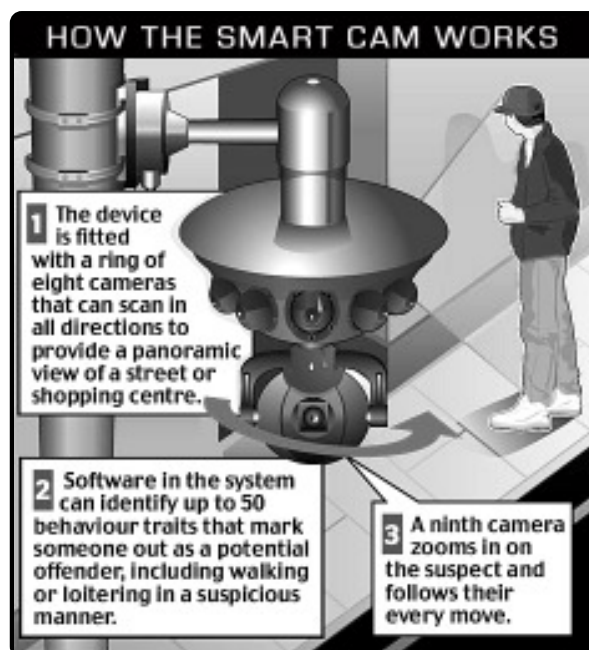 HOW THE SMART CAM WORKS
1 The device
is fitted
with a ring of
eight cameras
that can scan in
all directions to
provide a panoramic
view of a street or
shopping centre.
2 Software in the system
can identify up to 50
behaviour traits that mark
someone out as a potential
offender, including walking
or loitering in a suspicious
manner.
3 A ninth camera
zooms in on
the suspect and
follows their
every move.